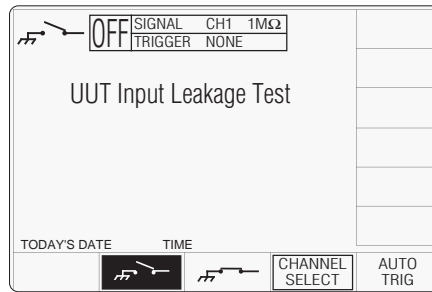 OFF SIGNAL CH1 1MΩ
TRIGGER NONE
UUT Input Leakage Test
TODAY'S DATE TIME
CHANNEL AUTO
SELECT TRIG